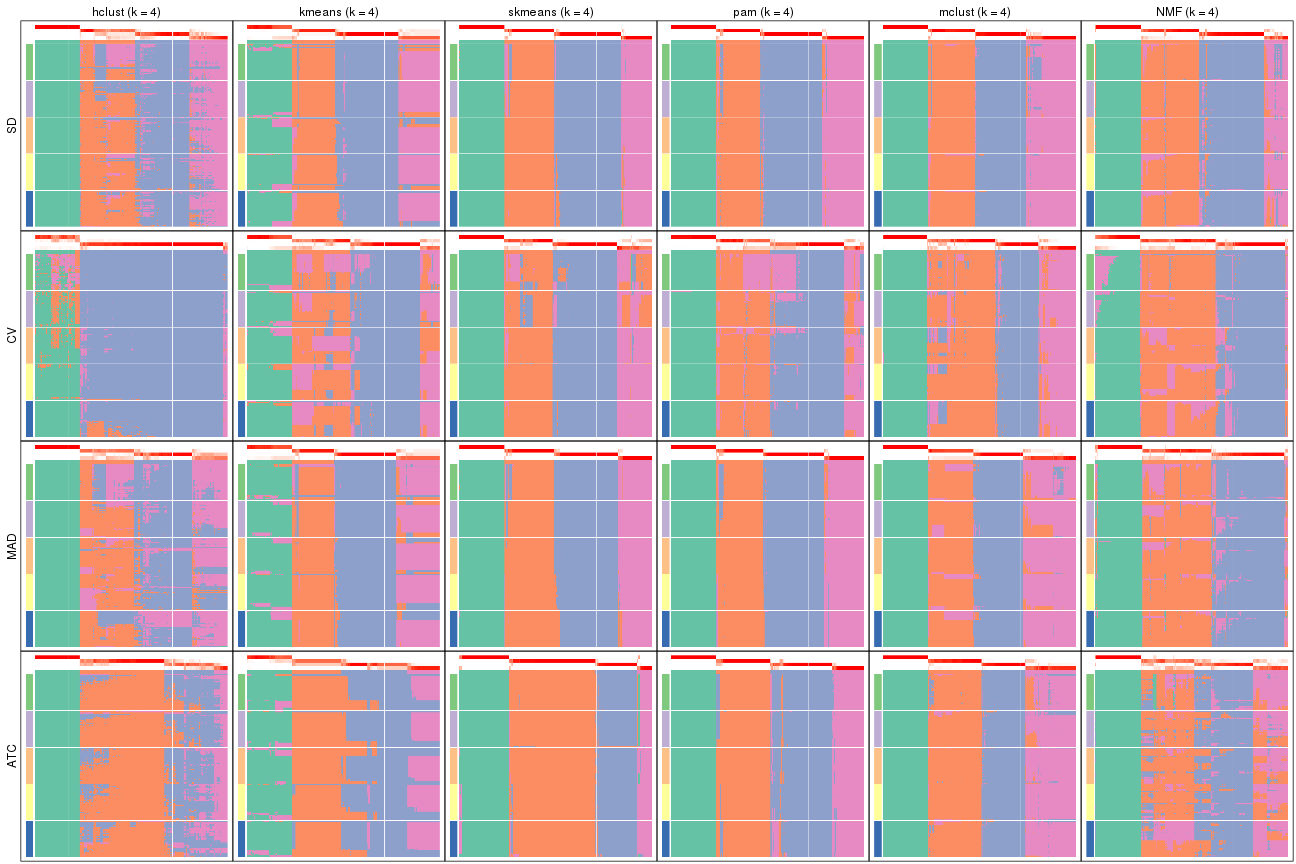 hclust (k = 4) kmeans (k = 4) skmeans (k = 4) pam (k = 4) mclust (k = 4) NMF (k = 4)
SD
CV
MAD
ATC